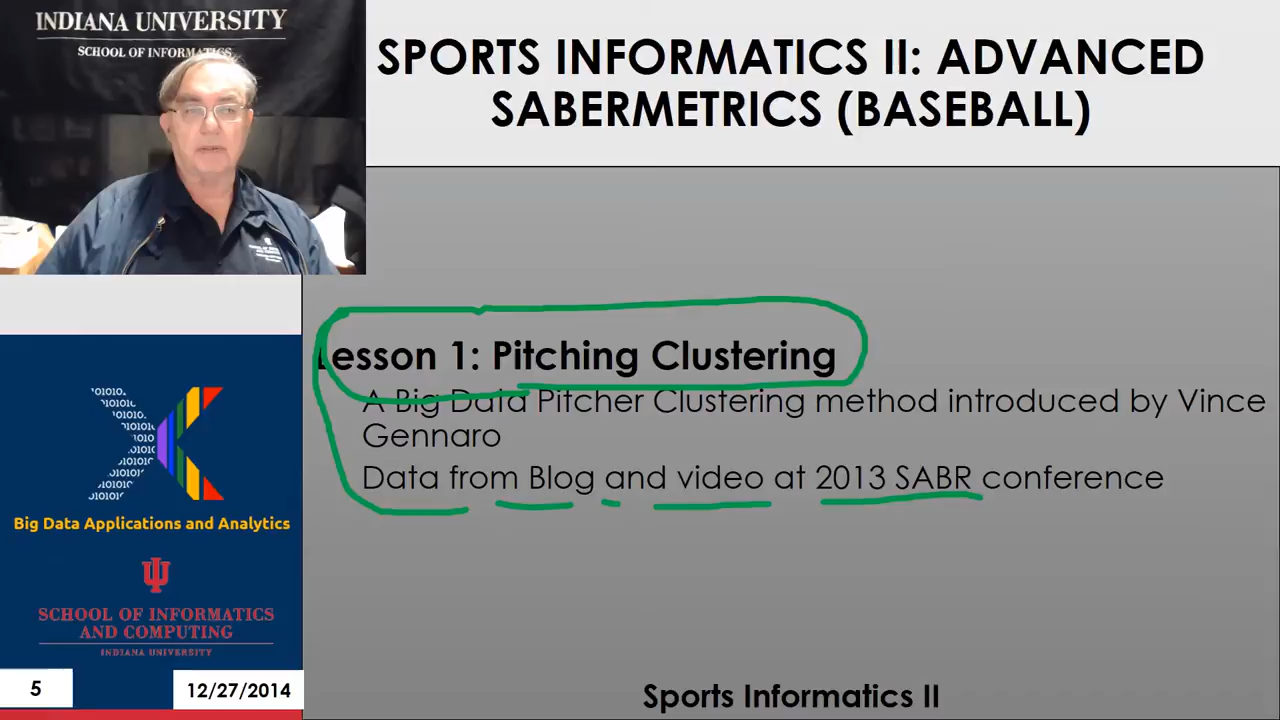 INDIANA UNIVERSITY
SCHOOL OF INFORMATICS
SPORTS INFORMATICS II: ADVANCED
SABERMETRICS (BASEBALL)
Lesson 1: Pitching Clustering
A Big Data Pitcher Clustering method introduced by Vince
Gennaro
Data from Blog and video at 2013 SABR conference
Big Data Applications and Analytics
SCHOOL OF INFORMATICS
AND COMPUTING
INDIANA UNIVERSITY
5
12/27/2014
Sports Informatics II